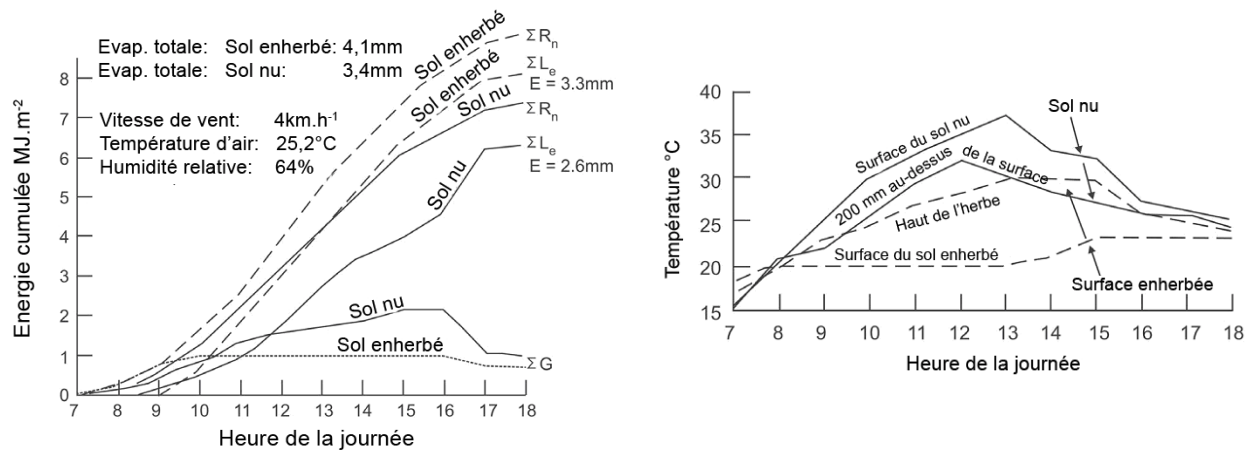 Evap. totale: Sol enherbé: 4,1mm
Evap. totale: Sol nu: 3,4mm
Vitesse de vent: 4km.h⁻¹
Température d'air: 25,2°C
Humidité relative: 64%
Sol enherbé
ΣRₙ
Sol enherbé
ΣLₑ
E = 3.3mm
Sol nu
ΣRₙ
Sol nu
ΣLₑ
E = 2.6mm
Sol nu
Sol enherbé
ΣG
Energie cumulée MJ.m⁻²
8
7
6
5
4
3
2
1
0
7 8 9 10 11 12 13 14 15 16 17 18
Heure de la journée
Température °C
40
35
30
25
20
15
Surface du sol nu
Sol nu
200 mm au-dessus de la surface
Haut de l'herbe
Surface du sol enherbé
Surface enherbée
7 8 9 10 11 12 13 14 15 16 17 18
Heure de la journée